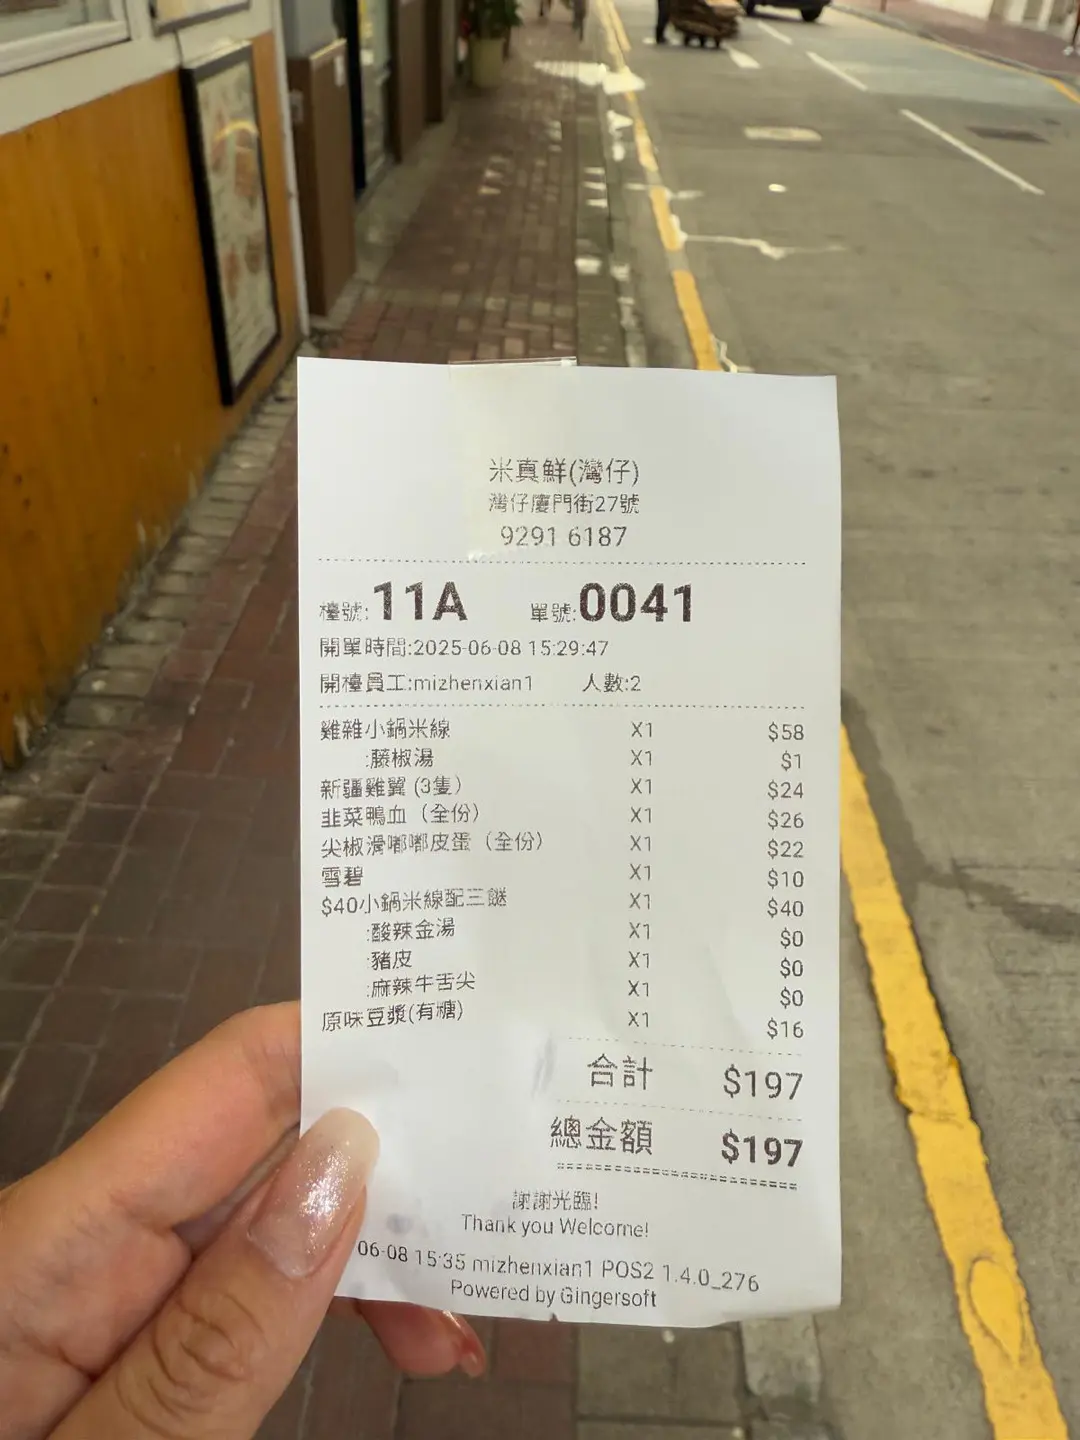 米真鮮(灣仔)
灣仔廈門街27號
9291 6187
檯號:11A 單號:0041
開單時間:2025-06-08 15:29:47
開檯員工:mizhenxian1 人數:2
雞雜小鍋米線 X1 $58
:藤椒湯 X1 $1
新疆雞翼 (3隻) X1 $24
韭菜鴨血（全份） X1 $26
尖椒滑嘟嘟皮蛋（全份） X1 $22
雪碧 X1 $10
$40小鍋米線配三餸 X1 $40
:酸辣金湯 X1 $0
:豬皮 X1 $0
:麻辣牛舌尖 X1 $0
原味豆漿(有糖) X1 $16
合計 $197
總金額 $197
謝謝光臨!
Thank you Welcome!
06-08 15:35 mizhenxian1 POS2 1.4.0_276
Powered by Gingersoft